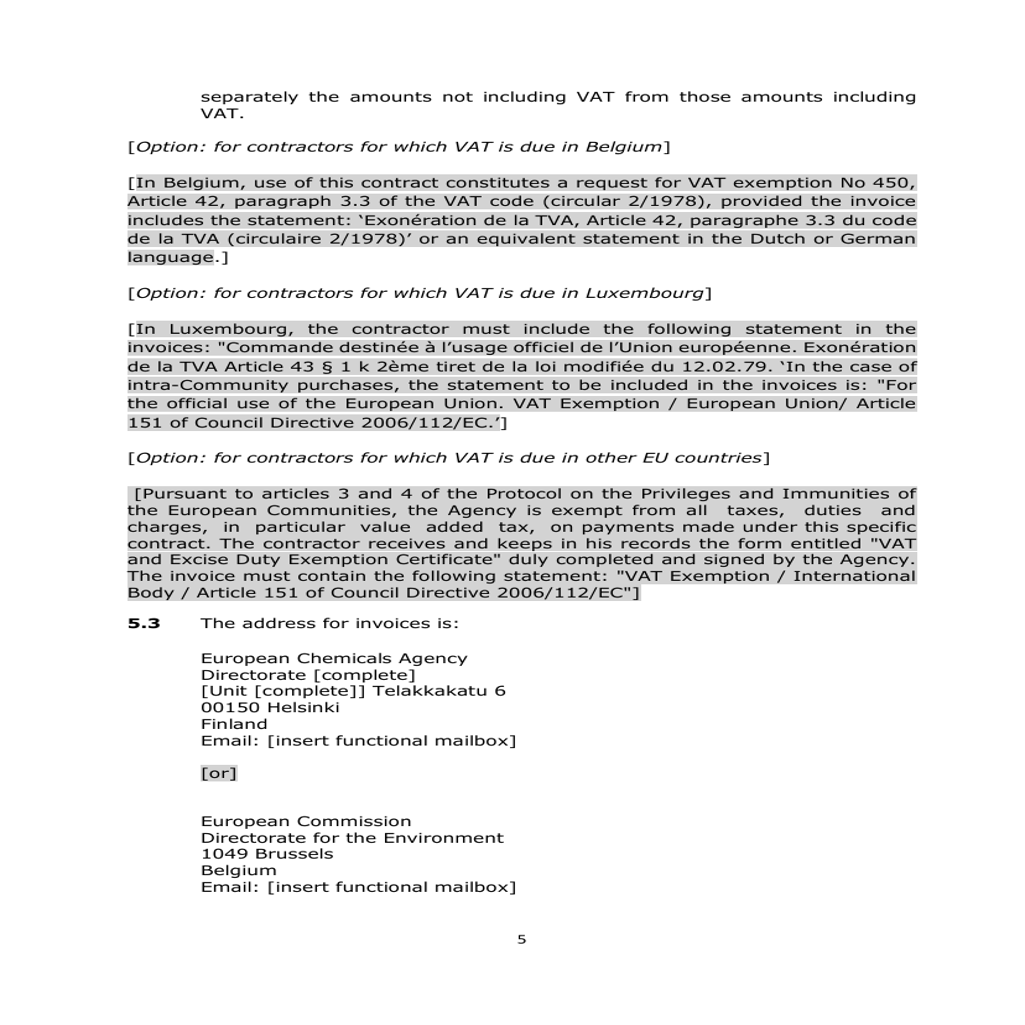 separately the amounts not including VAT from those amounts including
VAT.
[Option: for contractors for which VAT is due in Belgium]
[In Belgium, use of this contract constitutes a request for VAT exemption No 450,
Article 42, paragraph 3.3 of the VAT code (circular 2/1978), provided the invoice
includes the statement: ‘Exonération de la TVA, Article 42, paragraphe 3.3 du code
de la TVA (circulaire 2/1978)’ or an equivalent statement in the Dutch or German
language.]
[Option: for contractors for which VAT is due in Luxembourg]
[In Luxembourg, the contractor must include the following statement in the
invoices: "Commande destinée à l’usage officiel de l’Union européenne. Exonération
de la TVA Article 43 § 1 k 2ème tiret de la loi modifiée du 12.02.79. ‘In the case of
intra-Community purchases, the statement to be included in the invoices is: "For
the official use of the European Union. VAT Exemption / European Union/ Article
151 of Council Directive 2006/112/EC.’]
[Option: for contractors for which VAT is due in other EU countries]
[Pursuant to articles 3 and 4 of the Protocol on the Privileges and Immunities of
the European Communities, the Agency is exempt from all taxes, duties and
charges, in particular value added tax, on payments made under this specific
contract. The contractor receives and keeps in his records the form entitled "VAT
and Excise Duty Exemption Certificate" duly completed and signed by the Agency.
The invoice must contain the following statement: "VAT Exemption / International
Body / Article 151 of Council Directive 2006/112/EC"]
5.3 The address for invoices is:
European Chemicals Agency
Directorate [complete]
[Unit [complete]] Telakkakatu 6
00150 Helsinki
Finland
Email: [insert functional mailbox]
[or]
European Commission
Directorate for the Environment
1049 Brussels
Belgium
Email: [insert functional mailbox]
5